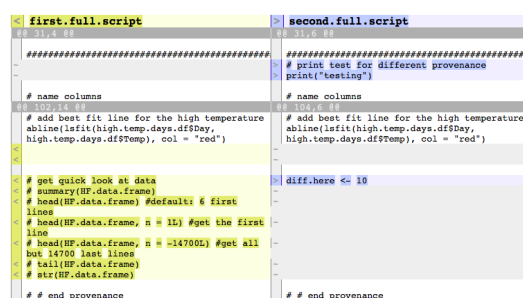 < first.full.script
@@ 31,4 @@
##############################################
~
~
# name columns
@@ 102,14 @@
# add best fit line for the high temperature
abline(lsfit(high.temp.days.df$Day,
high.temp.days.df$Temp), col = "red")
<
<
< # get quick look at data
< # summary(HF.data.frame)
< # head(HF.data.frame) #default: 6 first
lines
< # head(HF.data.frame, n = 1L) #get the first
line
< # head(HF.data.frame, n = -14700L) #get all
but 14700 last lines
< # tail(HF.data.frame)
< # str(HF.data.frame)
# # end provenance
> second.full.script
@@ 31,6 @@
############################################
> # print test for different provenance
> print("testing")
# name columns
@@ 104,6 @@
# add best fit line for the high temperature
abline(lsfit(high.temp.days.df$Day,
high.temp.days.df$Temp), col = "red")
~
~
> diff.here <- 10
~
~
~
~
~
~
# # end provenance